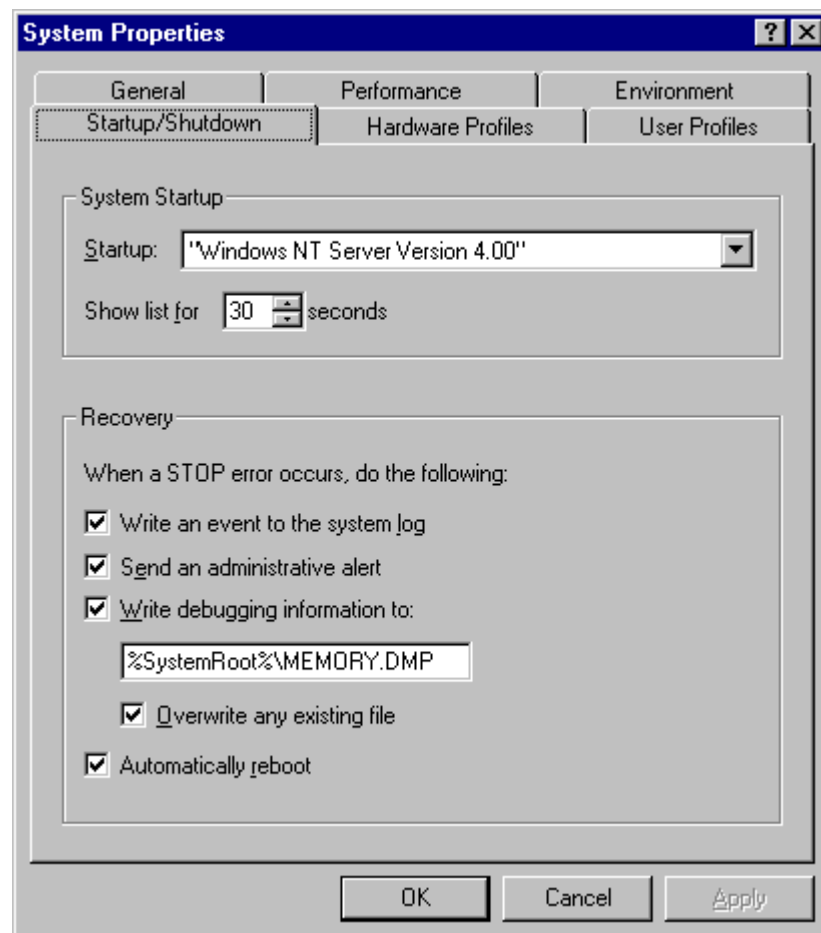 System Properties
General Performance Environment
Startup/Shutdown Hardware Profiles User Profiles
System Startup
Startup: "Windows NT Server Version 4.00"
Show list for 30 seconds
Recovery
When a STOP error occurs, do the following:
Write an event to the system log
Send an administrative alert
Write debugging information to:
%SystemRoot%\MEMORY.DMP
Overwrite any existing file
Automatically reboot
OK Cancel Apply